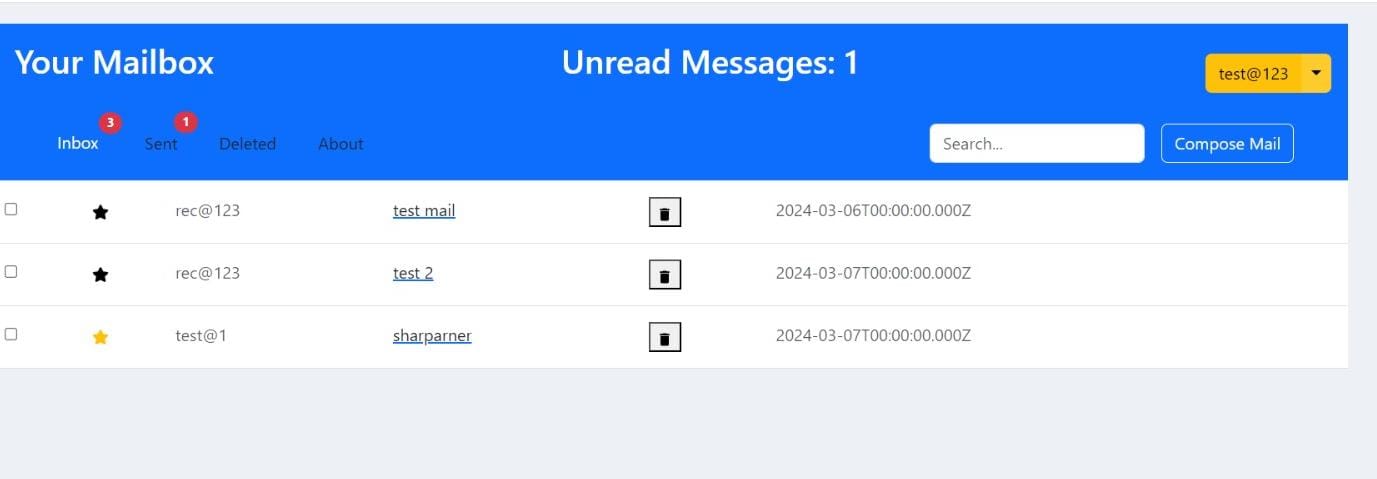 Your Mailbox Unread Messages: 1 test@123
3 1
Inbox Sent Deleted About Search... Compose Mail
rec@123 test mail 2024-03-06T00:00:00.000Z
rec@123 test 2 2024-03-07T00:00:00.000Z
test@1 sharparner 2024-03-07T00:00:00.000Z